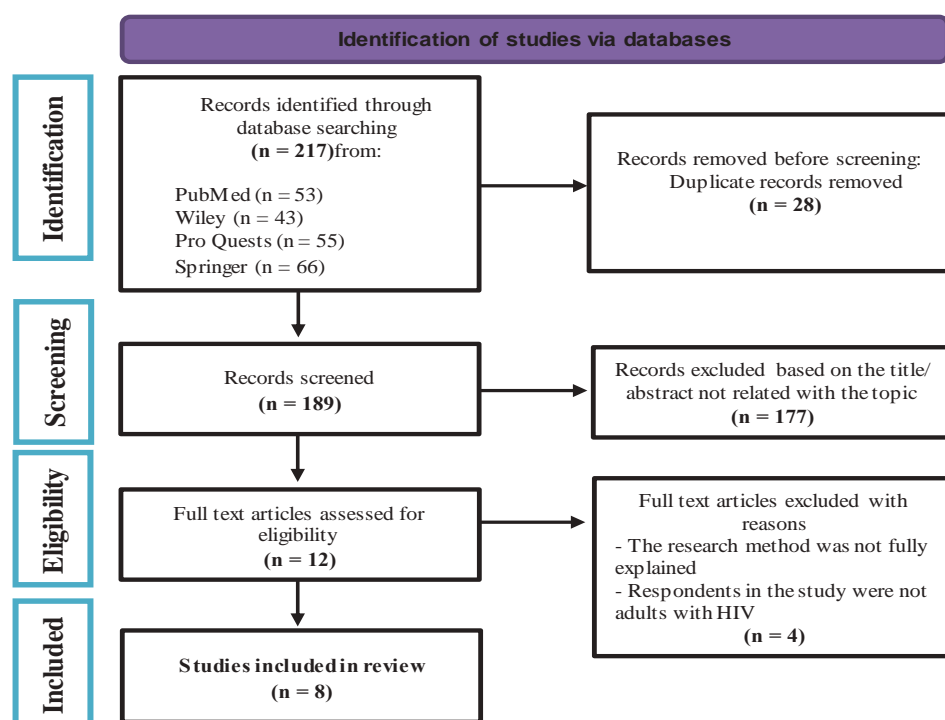 Identification of studies via databases
Identification
Records identified through
database searching
(n = 217)from:
PubMed (n = 53)
Wiley (n = 43)
Pro Quests (n = 55)
Springer (n = 66)
Records removed before screening:
Duplicate records removed
(n = 28)
Screening
Records screened
(n = 189)
Records excluded based on the title/
abstract not related with the topic
(n = 177)
Eligibility
Full text articles assessed for
eligibility
(n = 12)
Full text articles excluded with
reasons
- The research method was not fully
explained
- Respondents in the study were not
adults with HIV
(n = 4)
Included
Studies included in review
(n = 8)